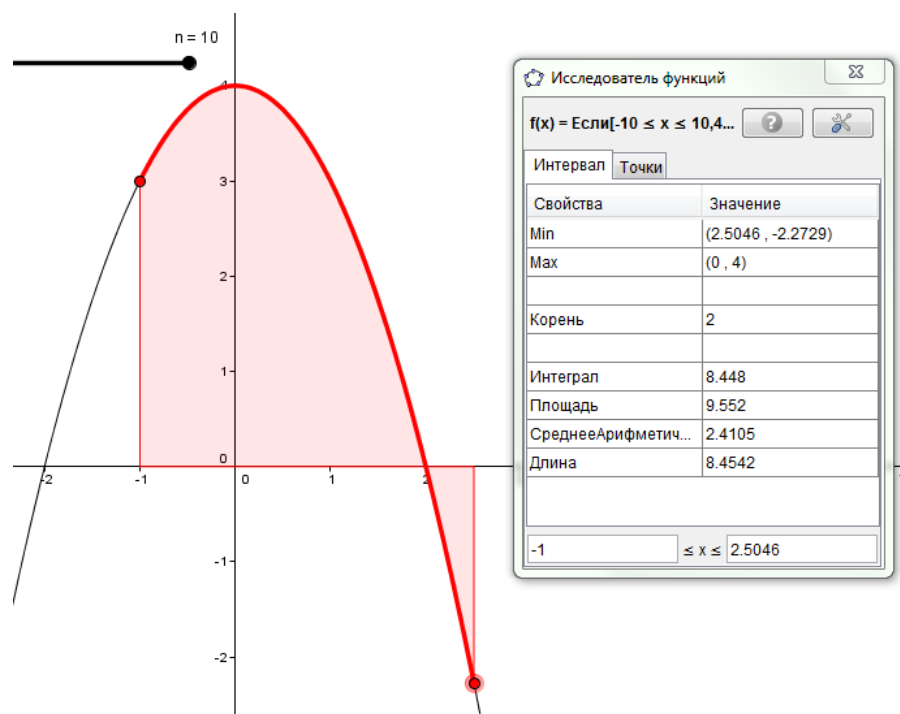 n = 10
4
3
2
1
0
-2
-1
0
1
2
-1
-2
Исследователь функций
f(x) = Если[-10 ≤ x ≤ 10,4...
Интервал Точки
Свойства Значение
Min (2.5046 , -2.2729)
Max (0 , 4)
Корень 2
Интеграл 8.448
Площадь 9.552
СреднееАрифметич... 2.4105
Длина 8.4542
-1 ≤ x ≤ 2.5046